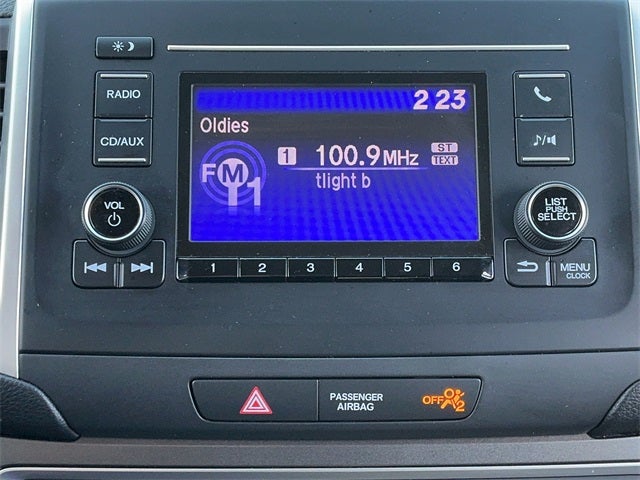 2 23
RADIO
Oldies
CD/AUX
1 100.9MHz ST
TEXT
FM1
tlight b
VOL
LIST
PUSH
SELECT
1 2 3 4 5 6
MENU
CLOCK
PASSENGER
AIRBAG
OFF 2